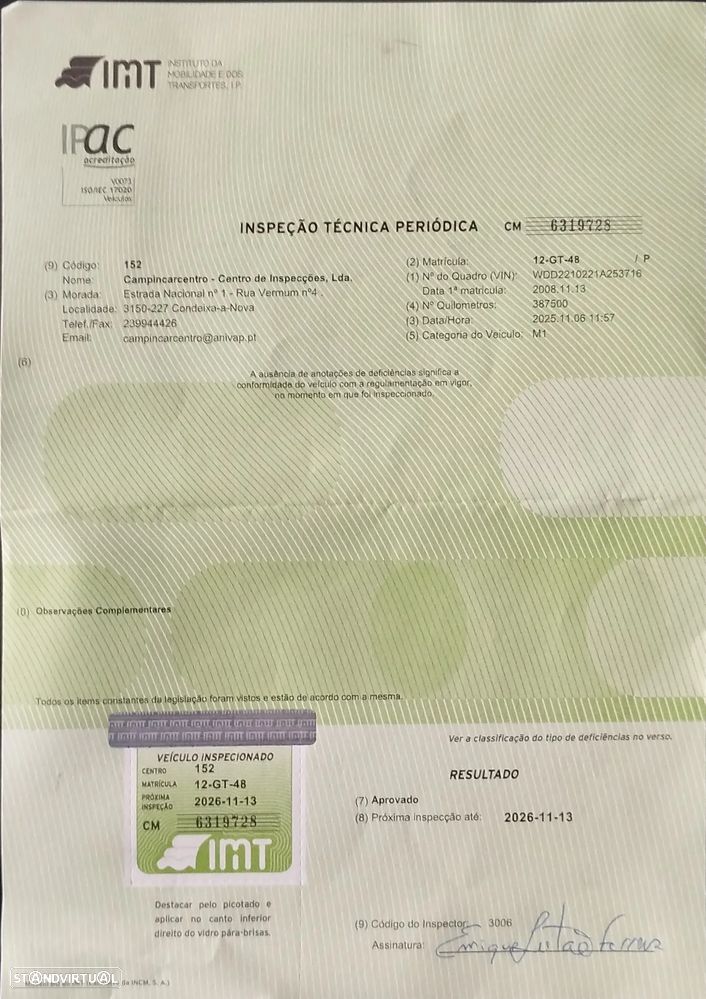 IMT INSTITUTO DA
MOBILIDADE E DOS
TRANSPORTES, I.P.
IPAC
acreditação
V0073
ISO/IEC 17020
Veículos
INSPEÇÃO TÉCNICA PERIÓDICA CM 6319728
(9) Código: 152
Nome: Campincarcentro - Centro de Inspecções, Lda.
(3) Morada: Estrada Nacional nº 1 - Rua Vermum nº4 .
Localidade: 3150-227 Condeixa-a-Nova
Telef./Fax: 239944426
Email: campincarcentro@anivap.pt
(2) Matrícula: 12-GT-48 / P
(1) Nº do Quadro (VIN): WDD2210221A253716
Data 1ª matrícula: 2008.11.13
(4) Nº Quilometros: 387500
(3) Data/Hora: 2025.11.06 11:57
(5) Categoria do Veículo: M1
(6)
A ausência de anotações de deficiências significa a
conformidade do veículo com a regulamentação em vigor,
no momento em que foi inspeccionado.
Observações Complementares
Todos os items constantes da legislação foram vistos e estão de acordo com a mesma.
Ver a classificação do tipo de deficiências no verso.
VEÍCULO INSPECIONADO
CENTRO 152
MATRÍCULA 12-GT-48
PRÓXIMA
INSPEÇÃO 2026-11-13
CM 6319728
IMT
RESULTADO
(7) Aprovado
(8) Próxima inspecção até: 2026-11-13
Destacar pelo picotado e
aplicar no canto inferior
direito do vidro pára-brisas.
(9) Código do Inspector 3006
Assinatura:
STANDVIRTUAL
da INCM, S. A.)